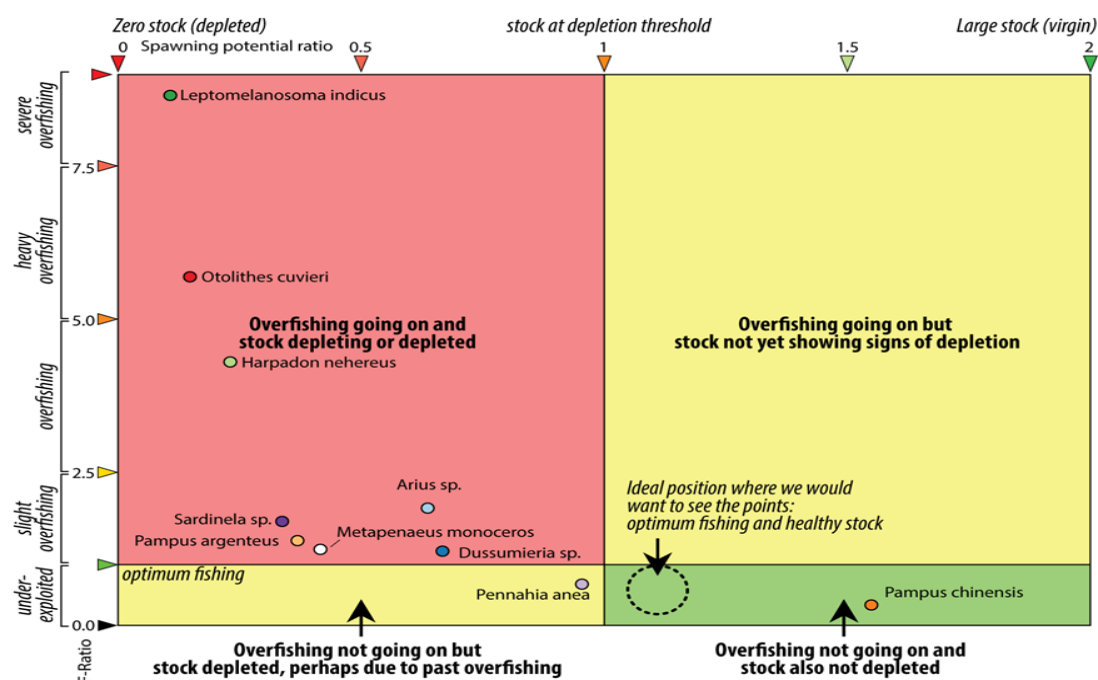 Zero stock (depleted)
stock at depletion threshold
Large stock (virgin)
0 Spawning potential ratio 0.5 1 1.5 2
severe
overfishing
Leptomelanosoma indicus
7.5
heavy
overfishing
Otolithes cuvieri
5.0
Overfishing going on and
stock depleting or depleted
Overfishing going on but
stock not yet showing signs of depletion
Harpadon nehereus
overfishing
2.5
slight
overfishing
Arius sp.
Sardinela sp.
Pampus argenteus
Metapenaeus monoceros
Dussumieria sp.
Ideal position where we would
want to see the points:
optimum fishing and healthy stock
optimum fishing
under-
exploited
Pennahia anea
Pampus chinensis
0.0
F-Ratio
Overfishing not going on but
stock depleted, perhaps due to past overfishing
Overfishing not going on and
stock also not depleted